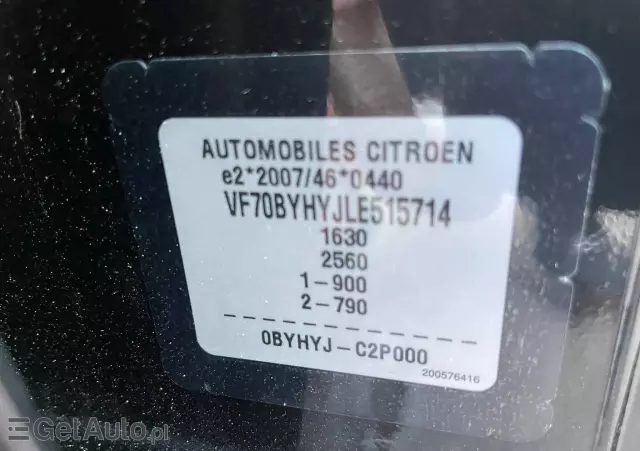 AUTOMOBILES CITROEN
e2*2007/46*0440
VF70BYHYJLE515714
1630
2560
1-900
2-790
0BYHYJ-C2P000
200576416
GetAuto.pl